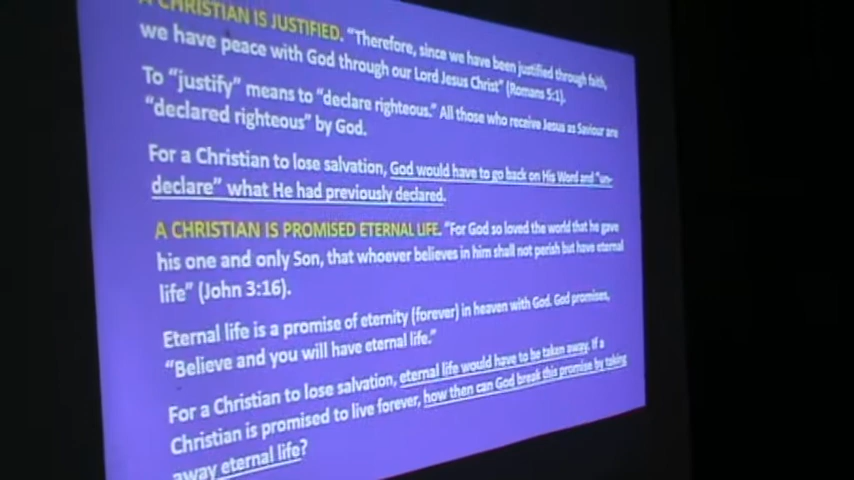 A CHRISTIAN IS JUSTIFIED. “Therefore, since we have been justified through faith,
we have peace with God through our Lord Jesus Christ” (Romans 5:1).
To “justify” means to “declare righteous.” All those who receive Jesus as Saviour are
“declared righteous” by God.
For a Christian to lose salvation, God would have to go back on His Word and “un-
declare” what He had previously declared.
A CHRISTIAN IS PROMISED ETERNAL LIFE. “For God so loved the world that he gave
his one and only Son, that whoever believes in him shall not perish but have eternal
life” (John 3:16).
Eternal life is a promise of eternity (forever) in heaven with God. God promises,
“Believe and you will have eternal life.”
For a Christian to lose salvation, eternal life would have to be taken away. If a
Christian is promised to live forever, how then can God break this promise by taking
away eternal life?